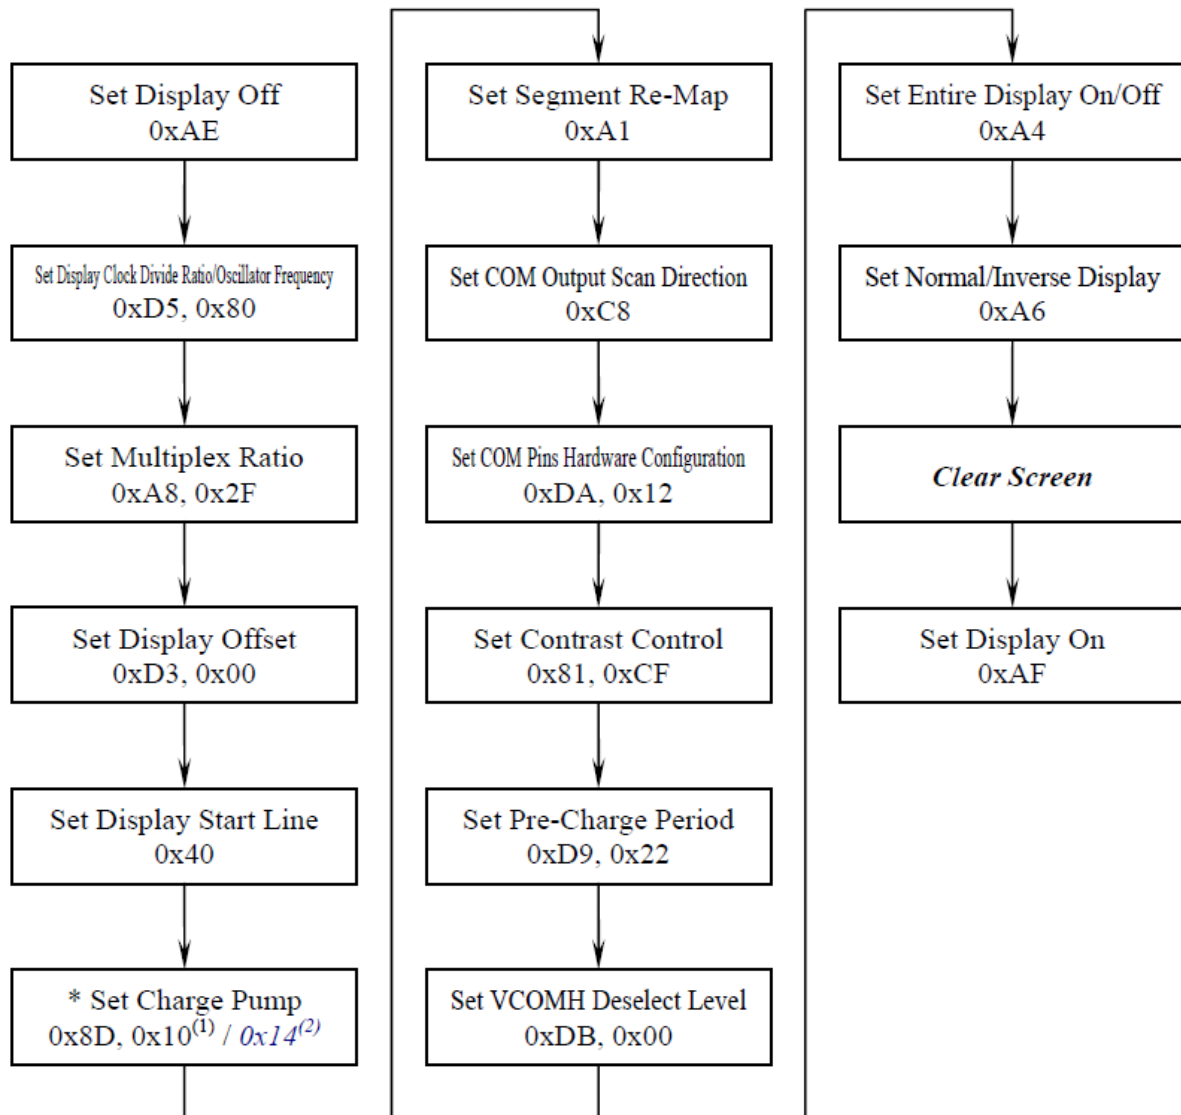 Set Display Off
0xAE
Set Display Clock Divide Ratio/Oscillator Frequency
0xD5, 0x80
Set Multiplex Ratio
0xA8, 0x2F
Set Display Offset
0xD3, 0x00
Set Display Start Line
0x40
* Set Charge Pump
0x8D, 0x10(1) / 0x14(2)
Set Segment Re-Map
0xA1
Set COM Output Scan Direction
0xC8
Set COM Pins Hardware Configuration
0xDA, 0x12
Set Contrast Control
0x81, 0xCF
Set Pre-Charge Period
0xD9, 0x22
Set VCOMH Deselect Level
0xDB, 0x00
Set Entire Display On/Off
0xA4
Set Normal/Inverse Display
0xA6
Clear Screen
Set Display On
0xAF